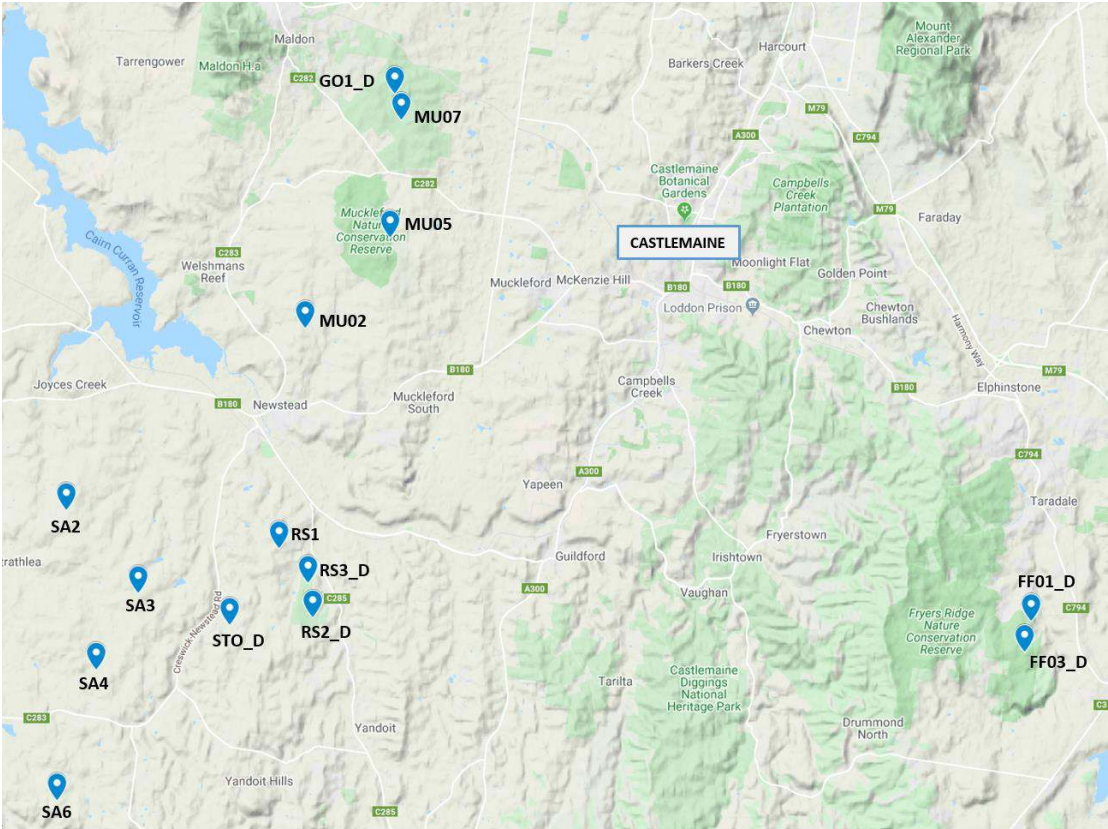 Maldon
Tarrengower
Maldon H.a
C282
GO1_D
MU07
Mount
Alexander
Regional Park
Harcourt
Barkers Creek
M79
C794
A300
Castlemaine
Botanical
Gardens
Campbells
Creek
Plantation
C282
Muckleford
Nature
Conservation
Reserve
MU05
M79
Faraday
CASTLEMAINE
Cairn Curran Reservoir
C283
Welshmans
Reef
Moonlight Flat
Golden Point
Muckleford
McKenzie Hill
B180
B180
Loddon Prison
Chewton
Bushlands
Chewton
Harmony Way
MU02
B180
M79
Joyces Creek
B180
Newstead
Muckleford
South
Campbells
Creek
B180
Elphinstone
C794
A300
Yapeen
Taradale
SA2
RS1
Fryerstown
trathlea
RS3_D
Guildford
Irishtown
SA3
C285
A300
Vaughan
FF01_D
C794
STO_D
RS2_D
Creswick-Newstead Rd
Fryers Ridge
Nature
Conservation
Reserve
FF03_D
SA4
Tarilta
Castlemaine
Diggings
National
Heritage Park
C283
C3
Yandoit
Drummond
North
Yandoit Hills
SA6
C285